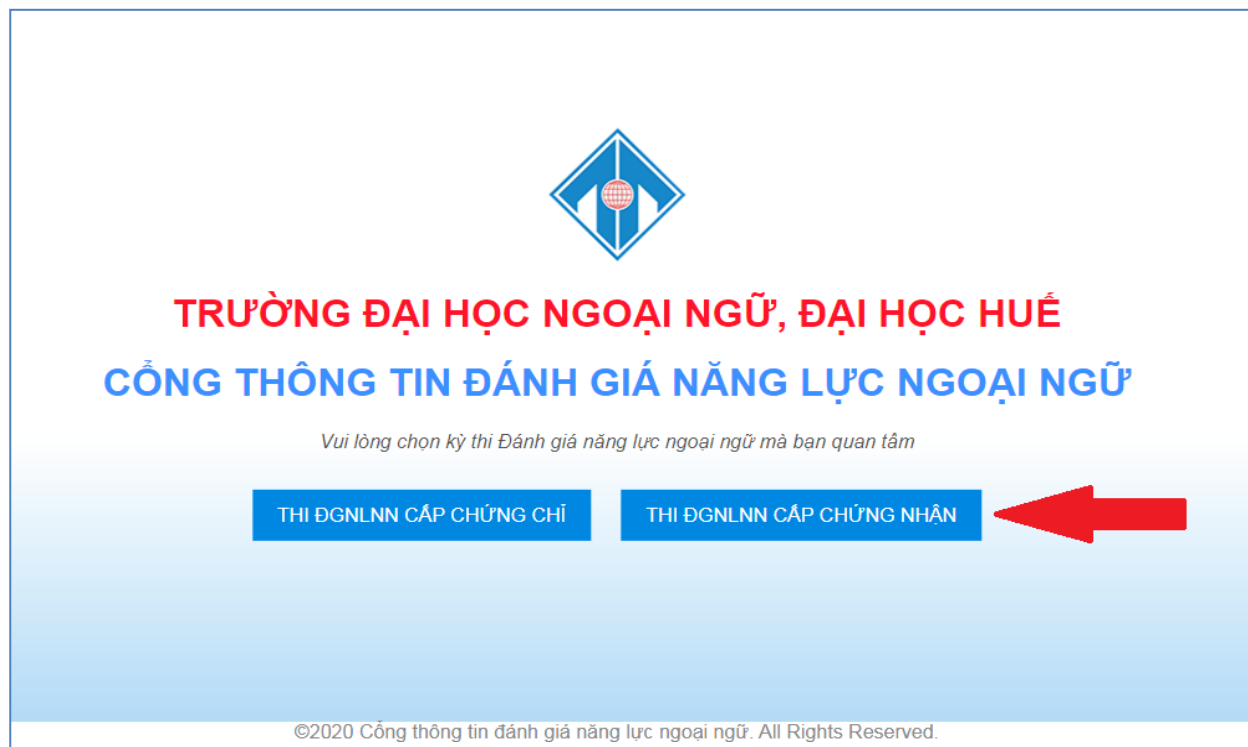 TRƯỜNG ĐẠI HỌC NGOẠI NGỮ, ĐẠI HỌC HUẾ
CỔNG THÔNG TIN ĐÁNH GIÁ NĂNG LỰC NGOẠI NGỮ
Vui lòng chọn kỳ thi Đánh giá năng lực ngoại ngữ mà bạn quan tâm
THI ĐGNLNN CẤP CHỨNG CHỈ
THI ĐGNLNN CẤP CHỨNG NHẬN
©2020 Cổng thông tin đánh giá năng lực ngoại ngữ. All Rights Reserved.